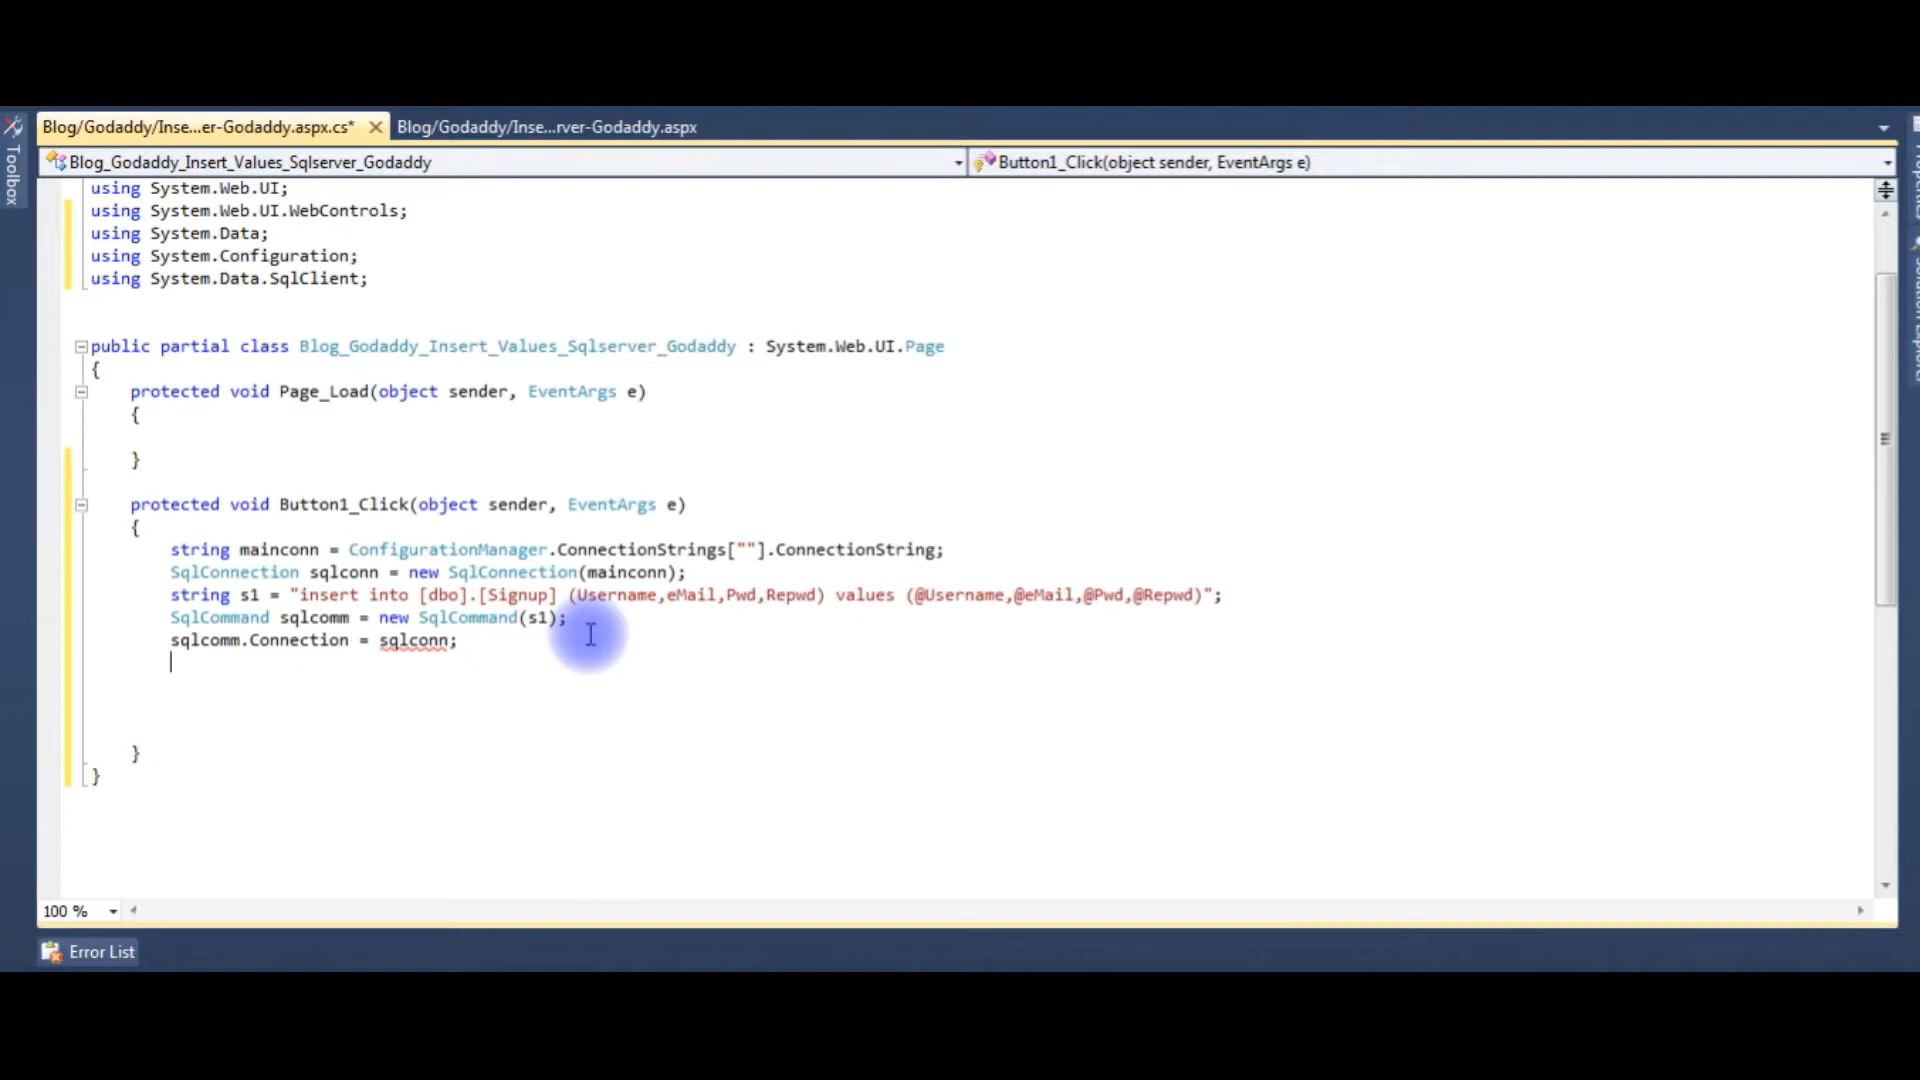 Blog/Godaddy/Inse...er-Godaddy.aspx.cs*
Blog/Godaddy/Inse...rver-Godaddy.aspx
Toolbox
Blog_Godaddy_Insert_Values_Sqlserver_Godaddy
Button1_Click(object sender, EventArgs e)
using System.Web.UI;
using System.Web.UI.WebControls;
using System.Data;
using System.Configuration;
using System.Data.SqlClient;
public partial class Blog_Godaddy_Insert_Values_Sqlserver_Godaddy : System.Web.UI.Page
{
protected void Page_Load(object sender, EventArgs e)
{
}
protected void Button1_Click(object sender, EventArgs e)
{
string mainconn = ConfigurationManager.ConnectionStrings[""].ConnectionString;
SqlConnection sqlconn = new SqlConnection(mainconn);
string s1 = "insert into [dbo].[Signup] (Username,eMail,Pwd,Repwd) values (@Username,@eMail,@Pwd,@Repwd)";
SqlCommand sqlcomm = new SqlCommand(s1);
sqlcomm.Connection = sqlconn;
}
}
100 %
Error List